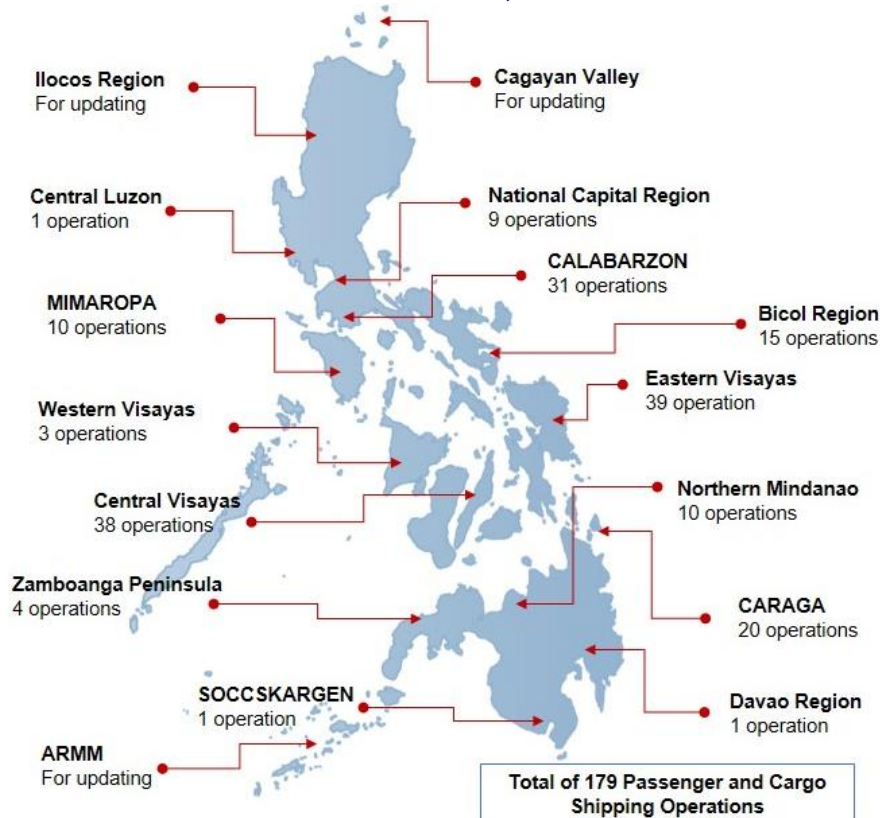 Ilocos Region
For updating
Cagayan Valley
For updating
Central Luzon
1 operation
National Capital Region
9 operations
CALABARZON
31 operations
MIMAROPA
10 operations
Bicol Region
15 operations
Eastern Visayas
39 operation
Western Visayas
3 operations
Northern Mindanao
10 operations
Central Visayas
38 operations
Zamboanga Peninsula
4 operations
CARAGA
20 operations
SOCCSKARGEN
1 operation
Davao Region
1 operation
ARMM
For updating
Total of 179 Passenger and Cargo
Shipping Operations